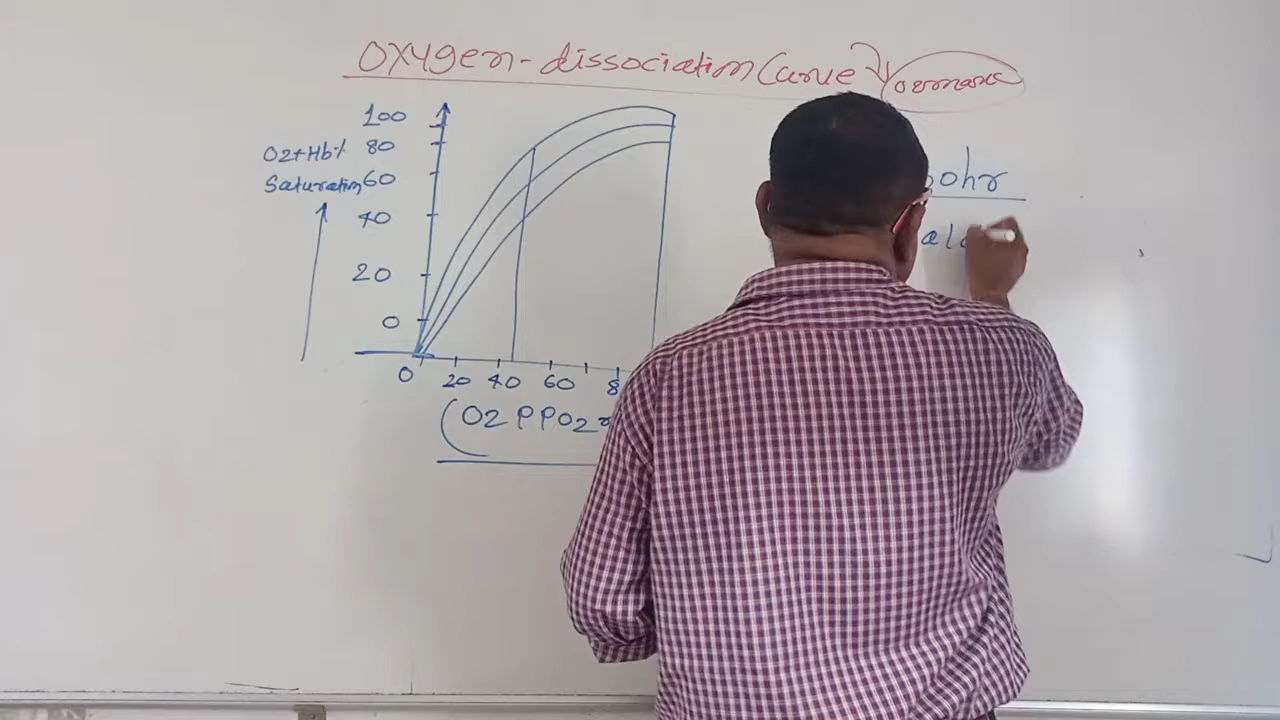 Oxygen-dissociation Curve
100
O2+Hb% 80
Saturation 60
40
20
0
0 20 40 60 8
(O2 PPO2
bohr